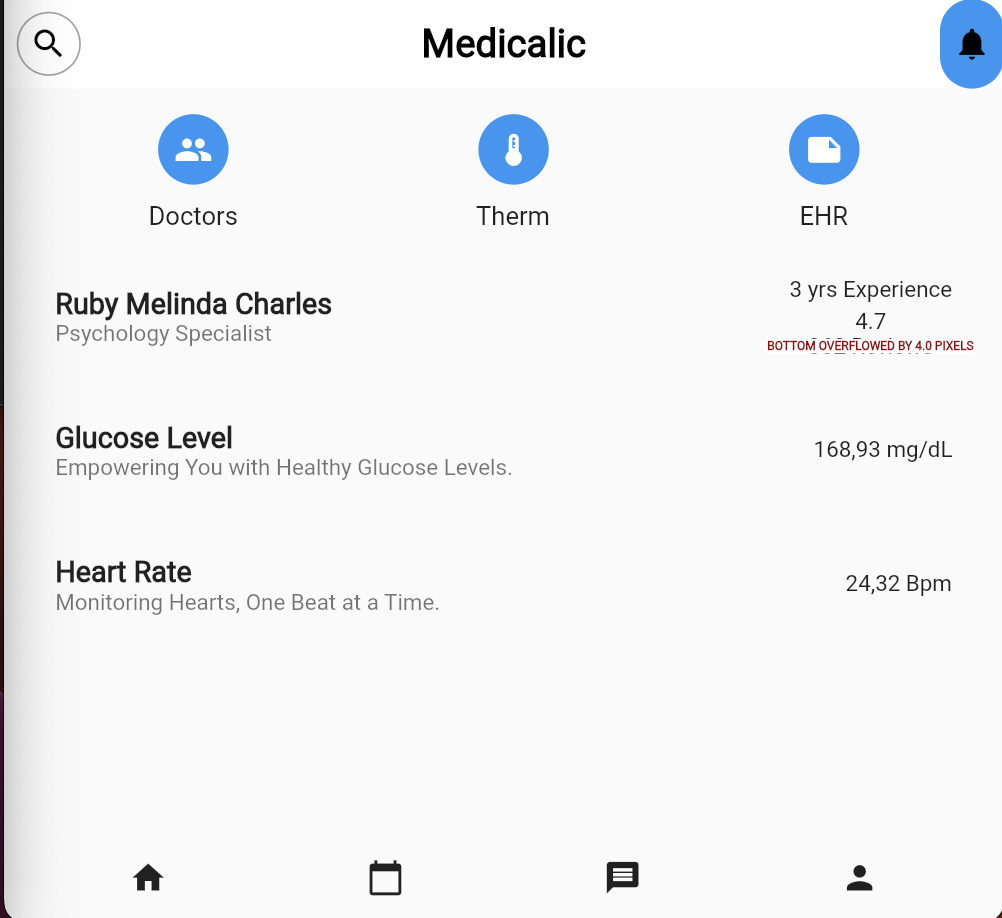 Medicalic
Doctors
Therm
EHR
Ruby Melinda Charles
Psychology Specialist
3 yrs Experience
4.7
BOTTOM OVERFLOWED BY 4.0 PIXELS
Glucose Level
Empowering You with Healthy Glucose Levels.
168,93 mg/dL
Heart Rate
Monitoring Hearts, One Beat at a Time.
24,32 Bpm